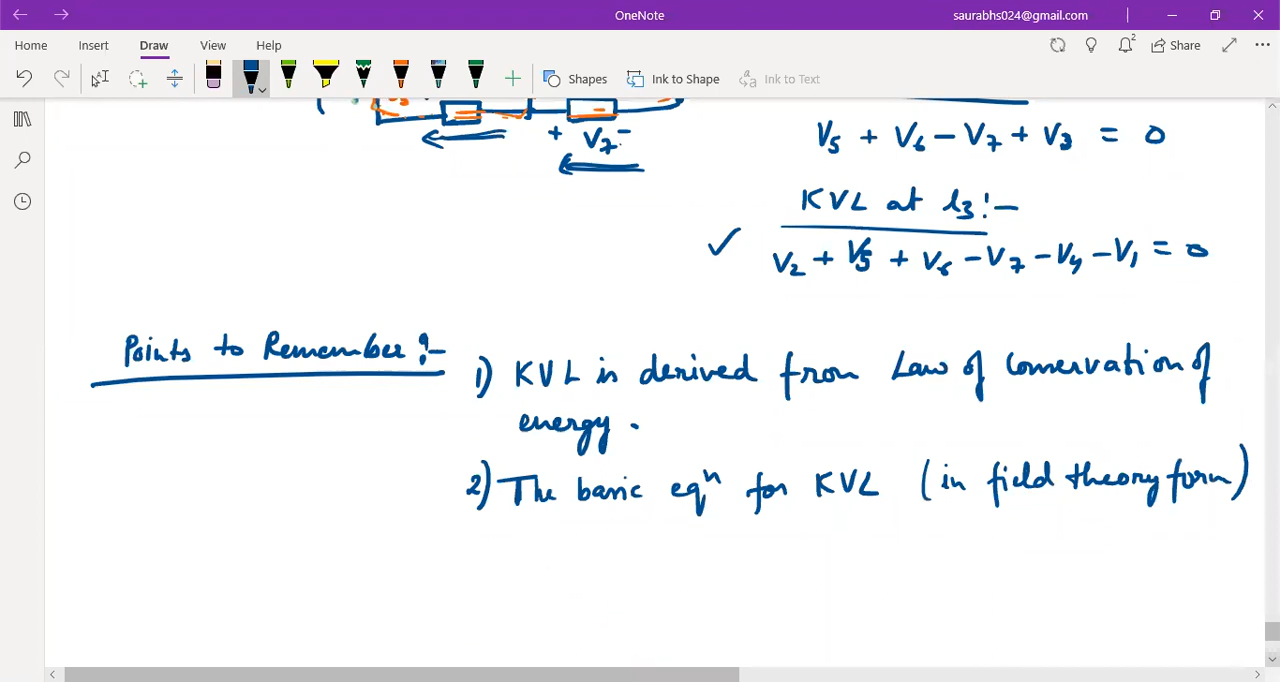 OneNote
saurabhs024@gmail.com
Home Insert Draw View Help
Share
Shapes Ink to Shape Ink to Text
V5 + V6 - V7 + V3 = 0
+ V7 -
KVL at l3 :-
V2 + V5 + V6 - V7 - V4 - V1 = 0
Points to Remember :-
1) KVL is derived from Law of conservation of
energy .
2) The basic eqn for KVL (in field theory form)